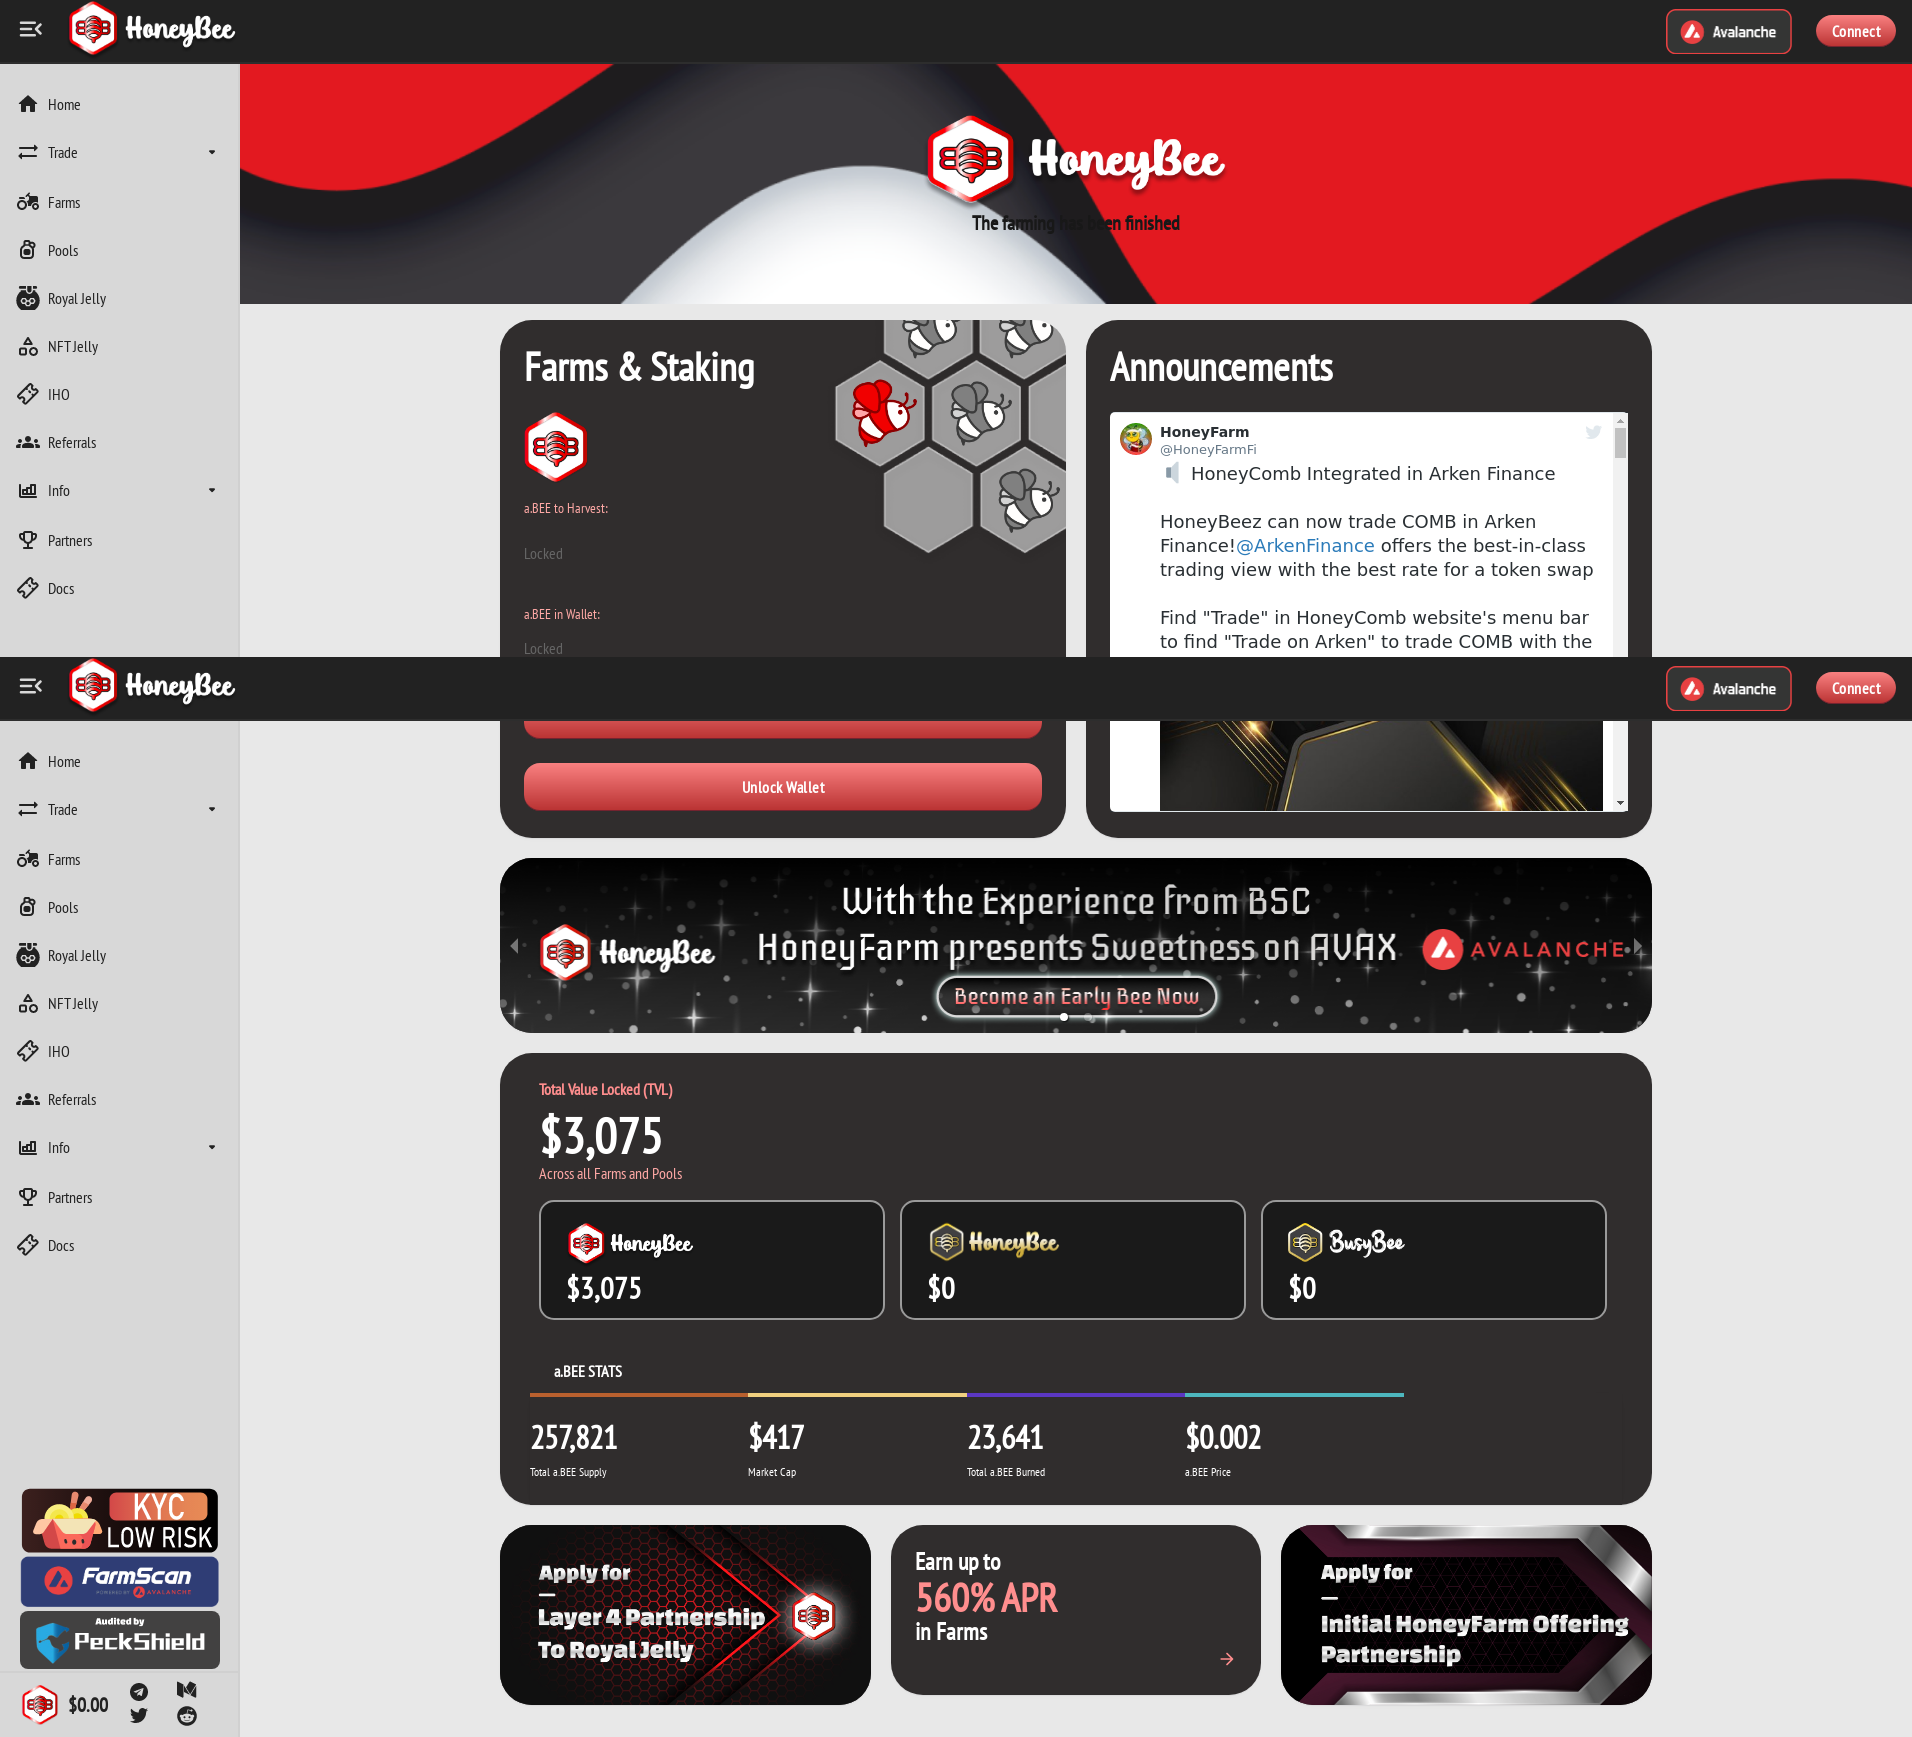 HoneyBee
Avalanche
Connect
Home
Trade
Farms
Pools
Royal Jelly
NFT Jelly
IHO
Referrals
Info
Partners
Docs
HoneyBee
The farming has been finished
Farms & Staking
a.BEE to Harvest:
Locked
a.BEE in Wallet:
Locked
Announcements
HoneyFarm
@HoneyFarmFi
HoneyComb Integrated in Arken Finance
HoneyBeez can now trade COMB in Arken
Finance!@ArkenFinance offers the best-in-class
trading view with the best rate for a token swap
Find "Trade" in HoneyComb website's menu bar
to find "Trade on Arken" to trade COMB with the
HoneyBee
Avalanche
Connect
Home
Trade
Farms
Pools
Royal Jelly
NFT Jelly
IHO
Referrals
Info
Partners
Docs
KYC
LOW RISK
FarmScan
POWERED BY AVALANCHE
Audited by
PeckShield
$0.00
Unlock Wallet
HoneyBee
With the Experience from BSC
HoneyFarm presents Sweetness on AVAX
Become an Early Bee Now
AVALANCHE
Total Value Locked (TVL)
$3,075
Across all Farms and Pools
HoneyBee
$3,075
HoneyBee
$0
BusyBee
$0
a.BEE STATS
257,821
Total a.BEE Supply
$417
Market Cap
23,641
Total a.BEE Burned
$0.002
a.BEE Price
Apply for
Layer 4 Partnership
To Royal Jelly
Earn up to
560% APR
in Farms
Apply for
Initial HoneyFarm Offering
Partnership